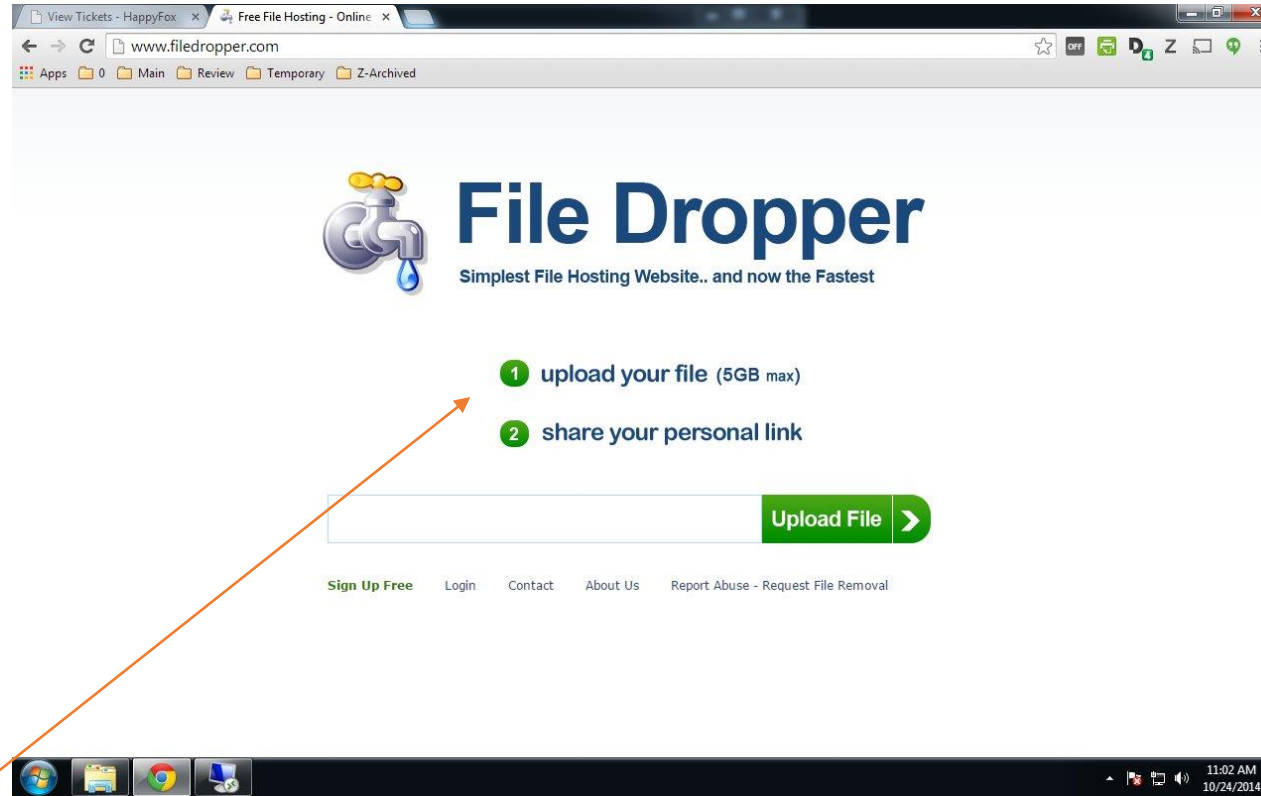 View Tickets - HappyFox
Free File Hosting - Online
www.filedropper.com
OFF
D
Z
Apps 0 Main Review Temporary Z-Archived
File Dropper
Simplest File Hosting Website.. and now the Fastest
1 upload your file (5GB max)
2 share your personal link
Upload File
Sign Up Free Login Contact About Us Report Abuse - Request File Removal
11:02 AM
10/24/2014